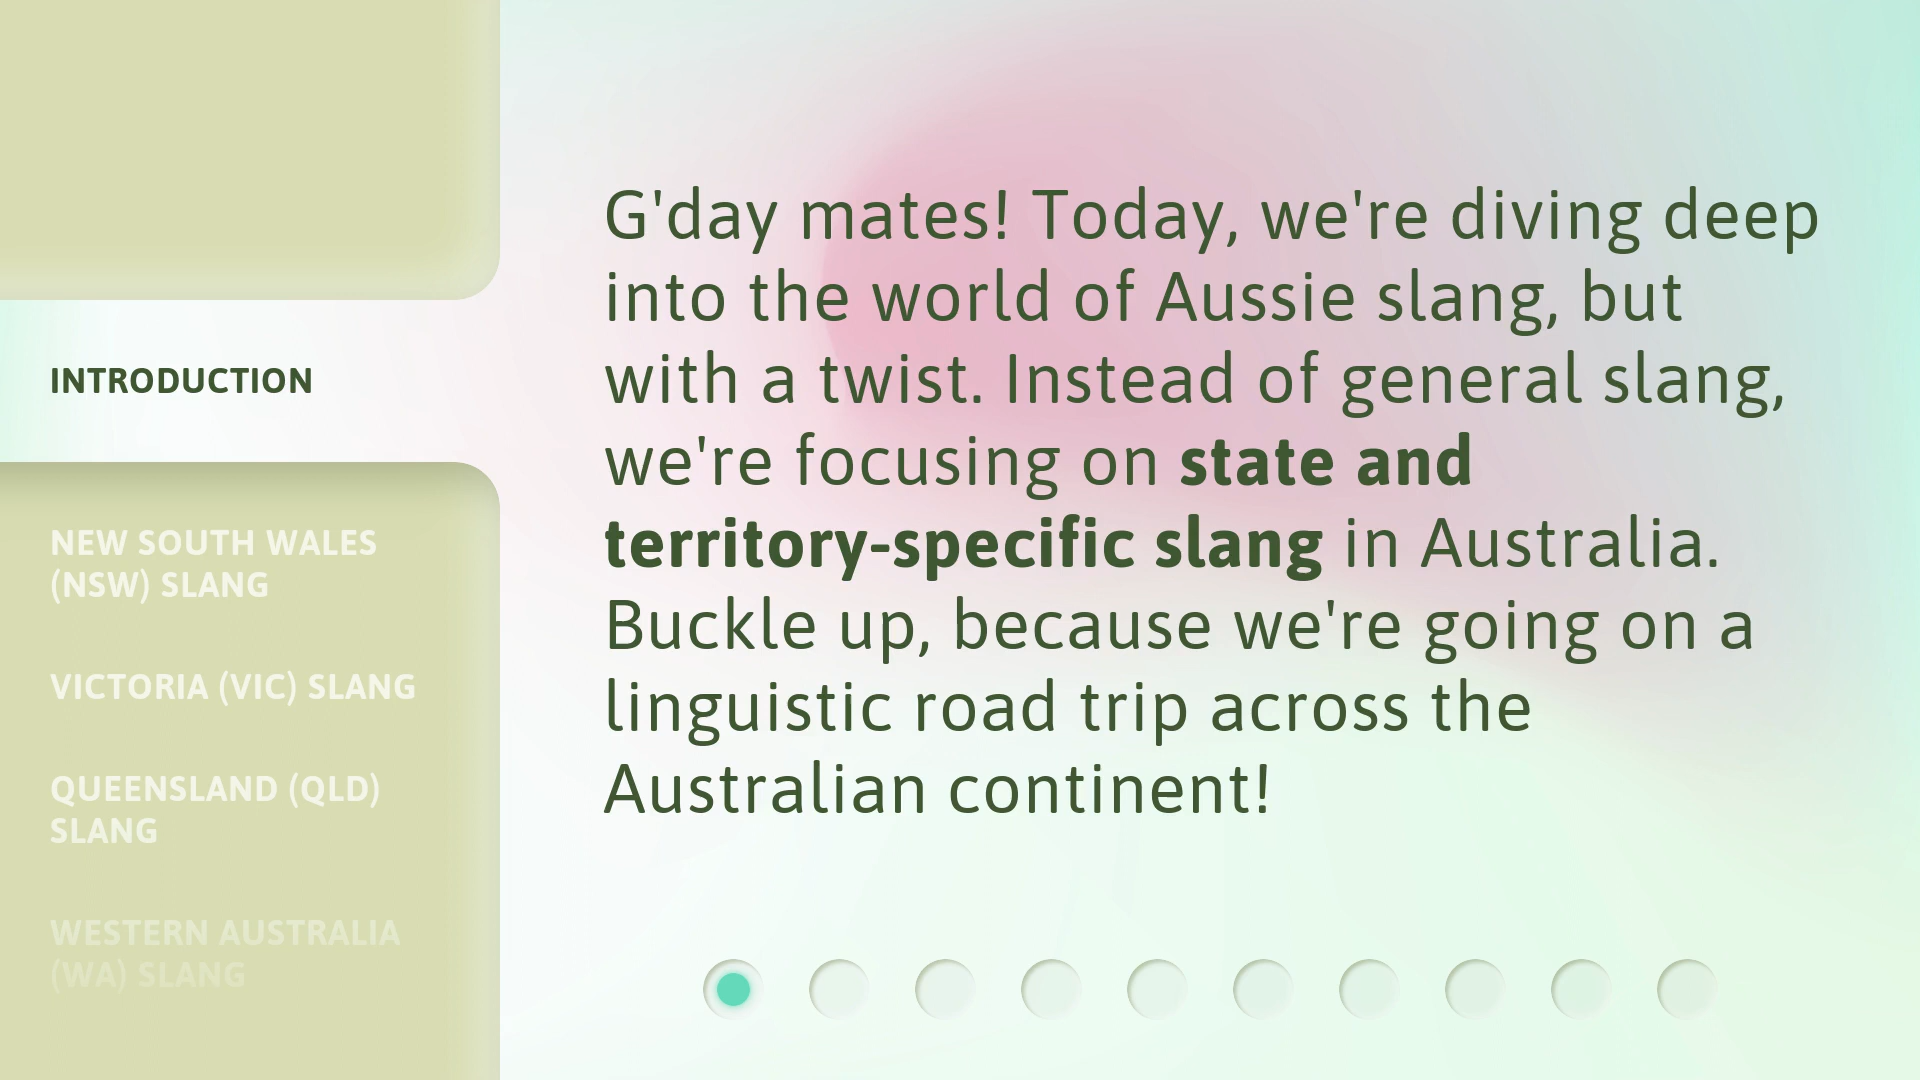 INTRODUCTION
NEW SOUTH WALES
(NSW) SLANG
VICTORIA (VIC) SLANG
QUEENSLAND (QLD)
SLANG
WESTERN AUSTRALIA
(WA) SLANG
G'day mates! Today, we're diving deep
into the world of Aussie slang, but
with a twist. Instead of general slang,
we're focusing on state and
territory-specific slang in Australia.
Buckle up, because we're going on a
linguistic road trip across the
Australian continent!